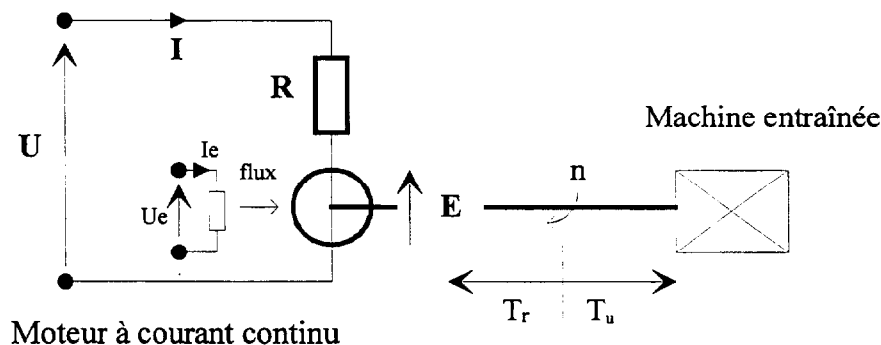 I
R
Machine entraînée
U
Ie
flux
n
Ue
E
Tr
Tu
Moteur à courant continu